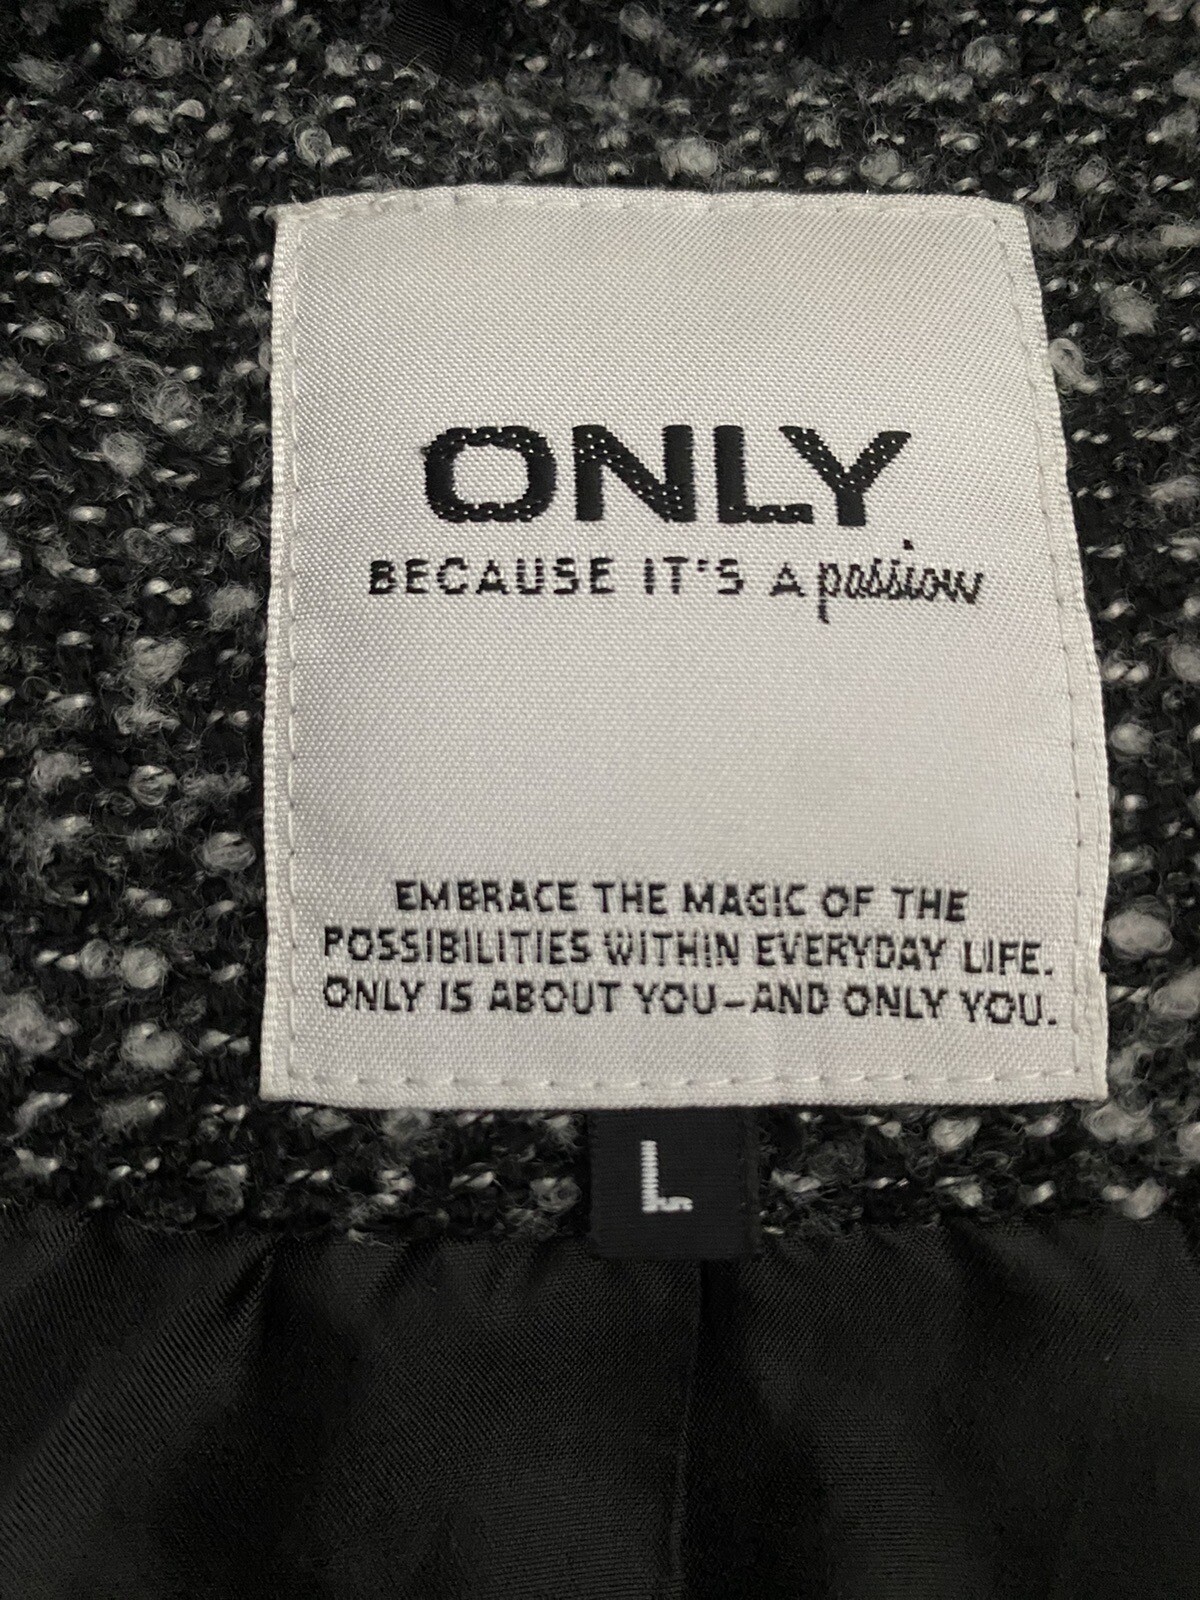 ONLY
BECAUSE IT'S A passion
EMBRACE THE MAGIC OF THE
POSSIBILITIES WITHIN EVERYDAY LIFE.
ONLY IS ABOUT YOU–AND ONLY YOU.
L